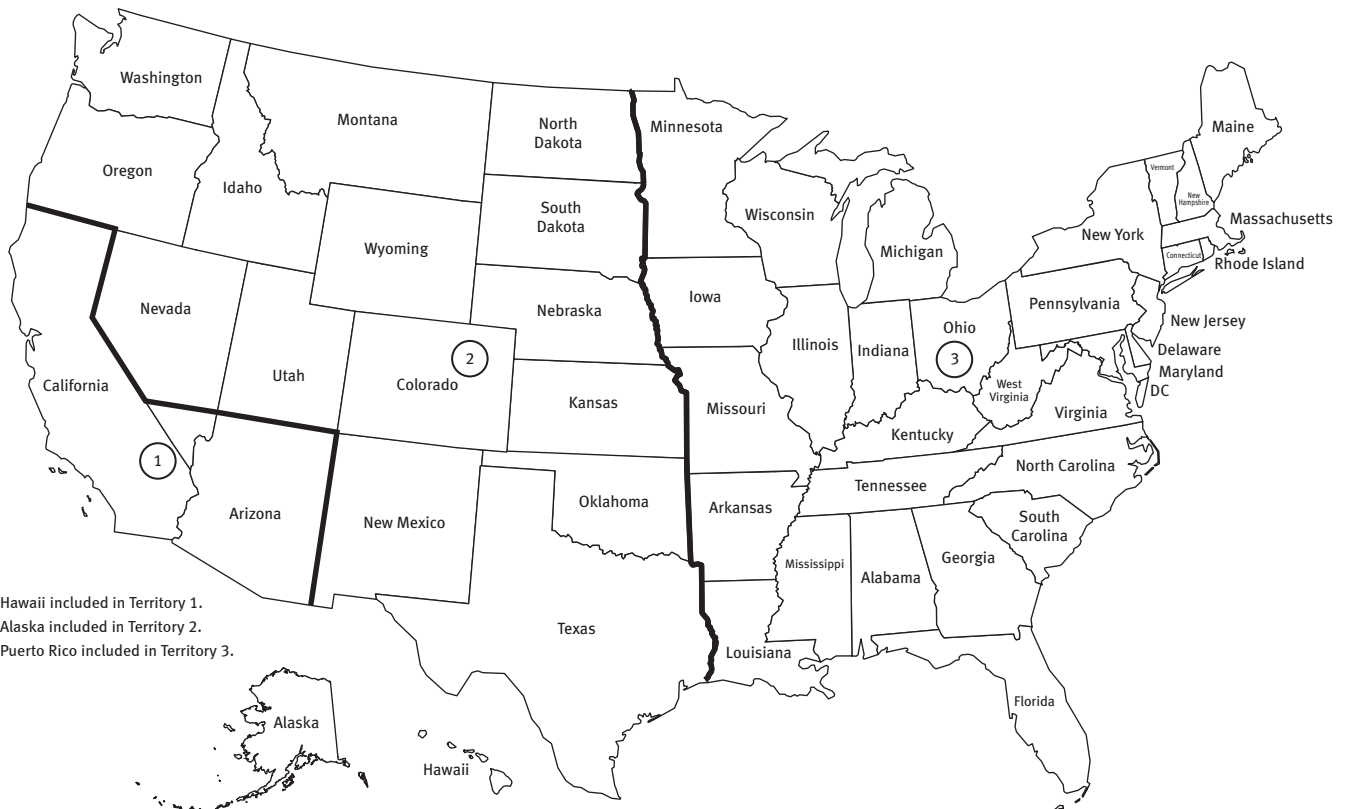 Washington
Montana
North
Dakota
Minnesota
Maine
Oregon
Idaho
Vermont
New
Hampshire
South
Dakota
Wisconsin
Michigan
New York
Massachusetts
Wyoming
Connecticut
Rhode Island
Nevada
Nebraska
Iowa
Pennsylvania
New Jersey
Ohio
Illinois
Indiana
Delaware
Maryland
DC
California
Utah
Colorado
2
3
West
Virginia
Virginia
Kansas
Missouri
Kentucky
1
North Carolina
Tennessee
Arizona
New Mexico
Oklahoma
Arkansas
South
Carolina
Mississippi
Alabama
Georgia
Hawaii included in Territory 1.
Alaska included in Territory 2.
Puerto Rico included in Territory 3.
Texas
Louisiana
Florida
Alaska
Hawaii